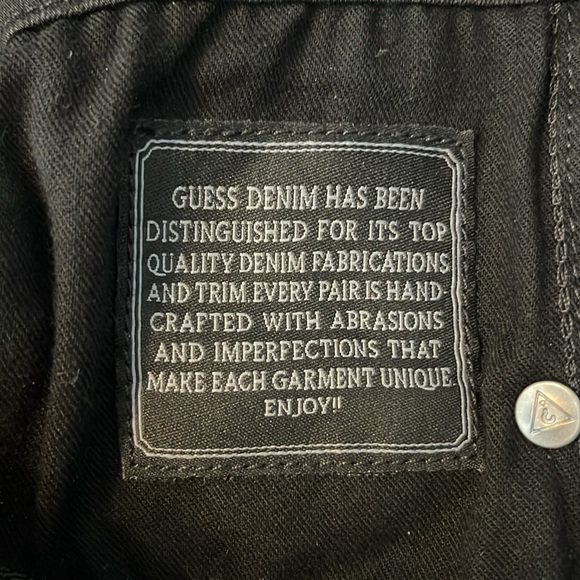 GUESS DENIM HAS BEEN
DISTINGUISHED FOR ITS TOP
QUALITY DENIM FABRICATIONS
AND TRIM.EVERY PAIR IS HAND-
CRAFTED WITH ABRASIONS
AND IMPERFECTIONS THAT
MAKE EACH GARMENT UNIQUE.
ENJOY!!
?